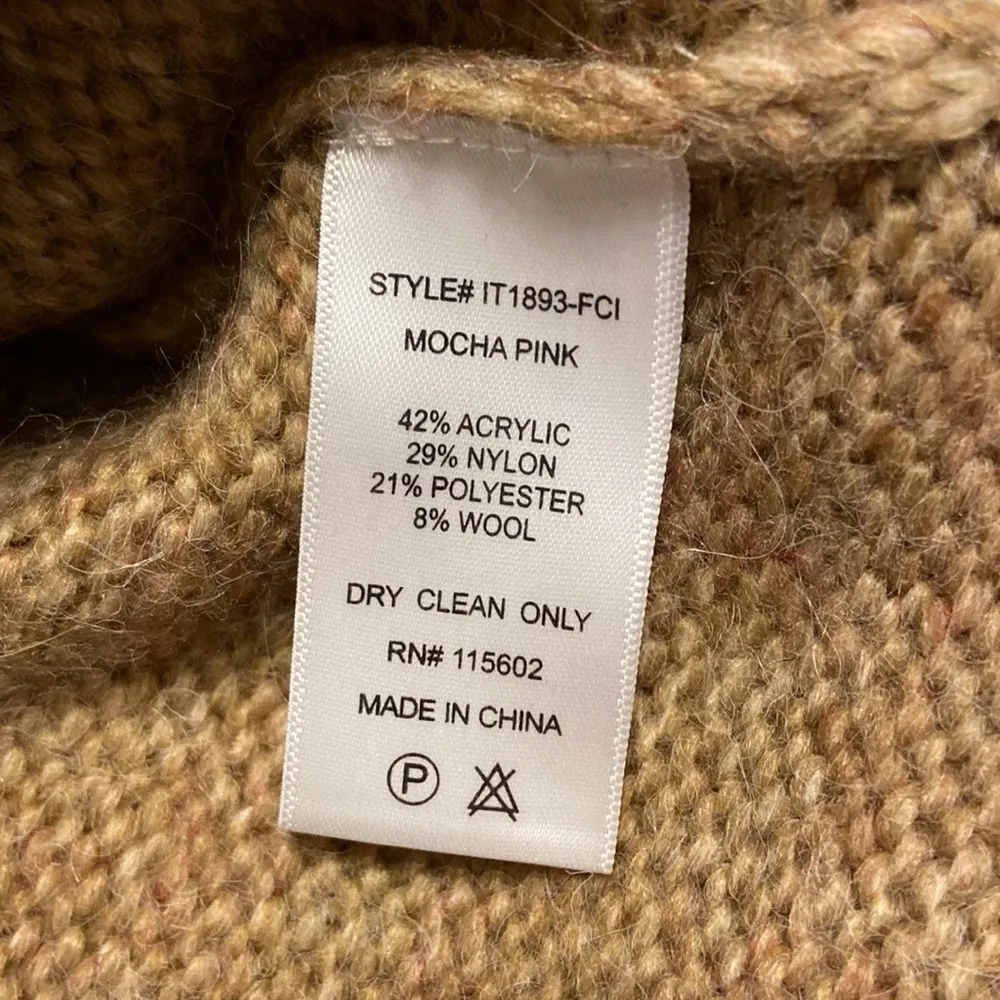 STYLE# IT1893-FCI
MOCHA PINK
42% ACRYLIC
29% NYLON
21% POLYESTER
8% WOOL
DRY CLEAN ONLY
RN# 115602
MADE IN CHINA
P